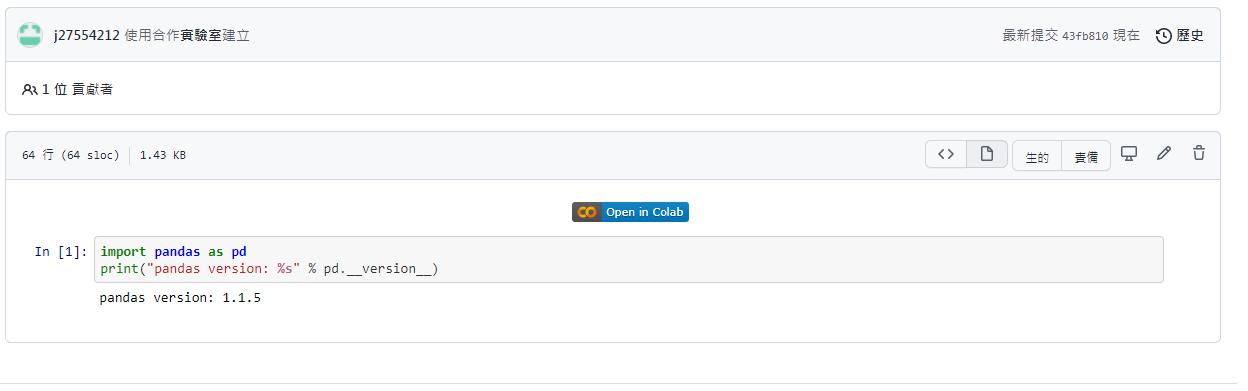 j27554212 使用合作實驗室建立
最新提交 43fb810 現在 歷史
1 位 貢獻者
64 行 (64 sloc) 1.43 KB
生的 責備
Open in Colab
In [1]: import pandas as pd
print("pandas version: %s" % pd.__version__)
pandas version: 1.1.5